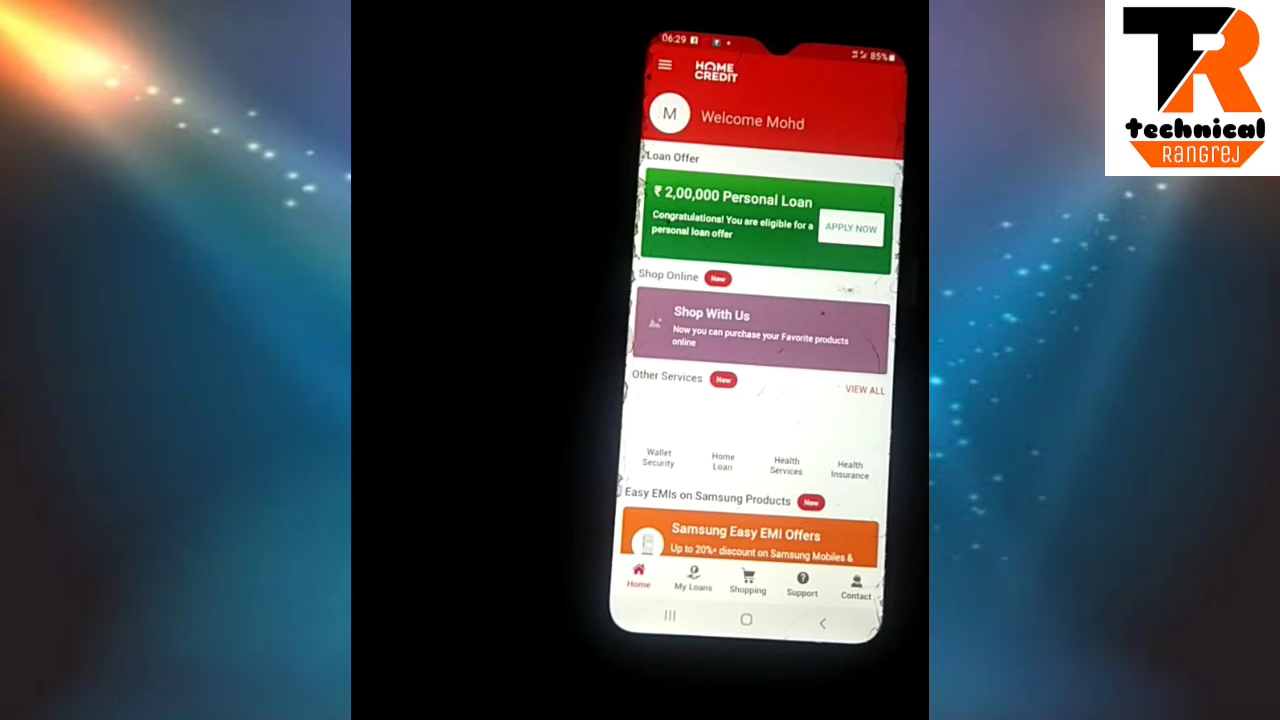 06:29
85%
HOME
CREDIT
M
Welcome Mohd
Loan Offer
₹ 2,00,000 Personal Loan
Congratulations! You are eligible for a
personal loan offer
APPLY NOW
Shop Online
New
Shop With Us
Now you can purchase your Favorite products
online
Other Services
New
VIEW ALL
Wallet
Security
Home
Loan
Health
Services
Health
Insurance
Easy EMIs on Samsung Products
New
Samsung Easy EMI Offers
Up to 20%* discount on Samsung Mobiles &
Home
My Loans
Shopping
Support
Contact
TR
technical
RangreJ